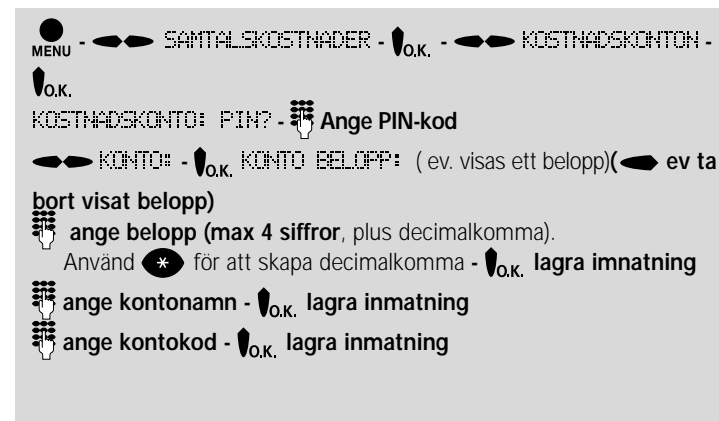 MENU - SAMTALSKOSTNADER - O.K. - KOSTNADSKONTON -
O.K.
KOSTNADSKONTO: PIN? - Ange PIN-kod
KONTO: - O.K. KONTO BELOPP: ( ev. visas ett belopp)( ev ta
bort visat belopp)
ange belopp (max 4 siffror, plus decimalkomma).
Använd * för att skapa decimalkomma - O.K. lagra imnatning
ange kontonamn - O.K. lagra inmatning
ange kontokod - O.K. lagra inmatning